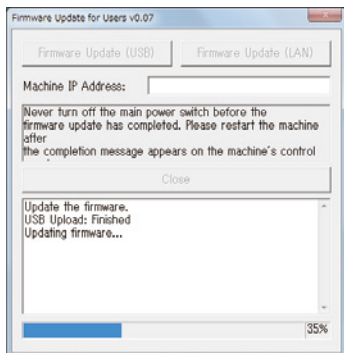 Firmware Update for Users v0.07
Firmware Update (USB)
Firmware Update (LAN)
Machine IP Address:
Never turn off the main power switch before the
firmware update has completed. Please restart the machine
after
the completion message appears on the machine's control
Close
Update the firmware.
USB Upload: Finished
Updating firmware...
35%